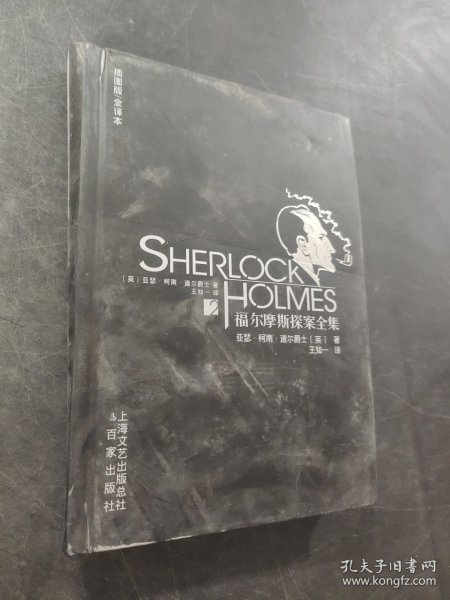 插图版/全译本
SHERLOCK
HOLMES
[英]亚瑟·柯南·道尔爵士 著
王知一 译
2
福尔摩斯探案全集
亚瑟·柯南·道尔爵士[英] 著
王知一 译
上海文艺出版总社
百家出版社
孔夫子旧书网
www.kongfz.com